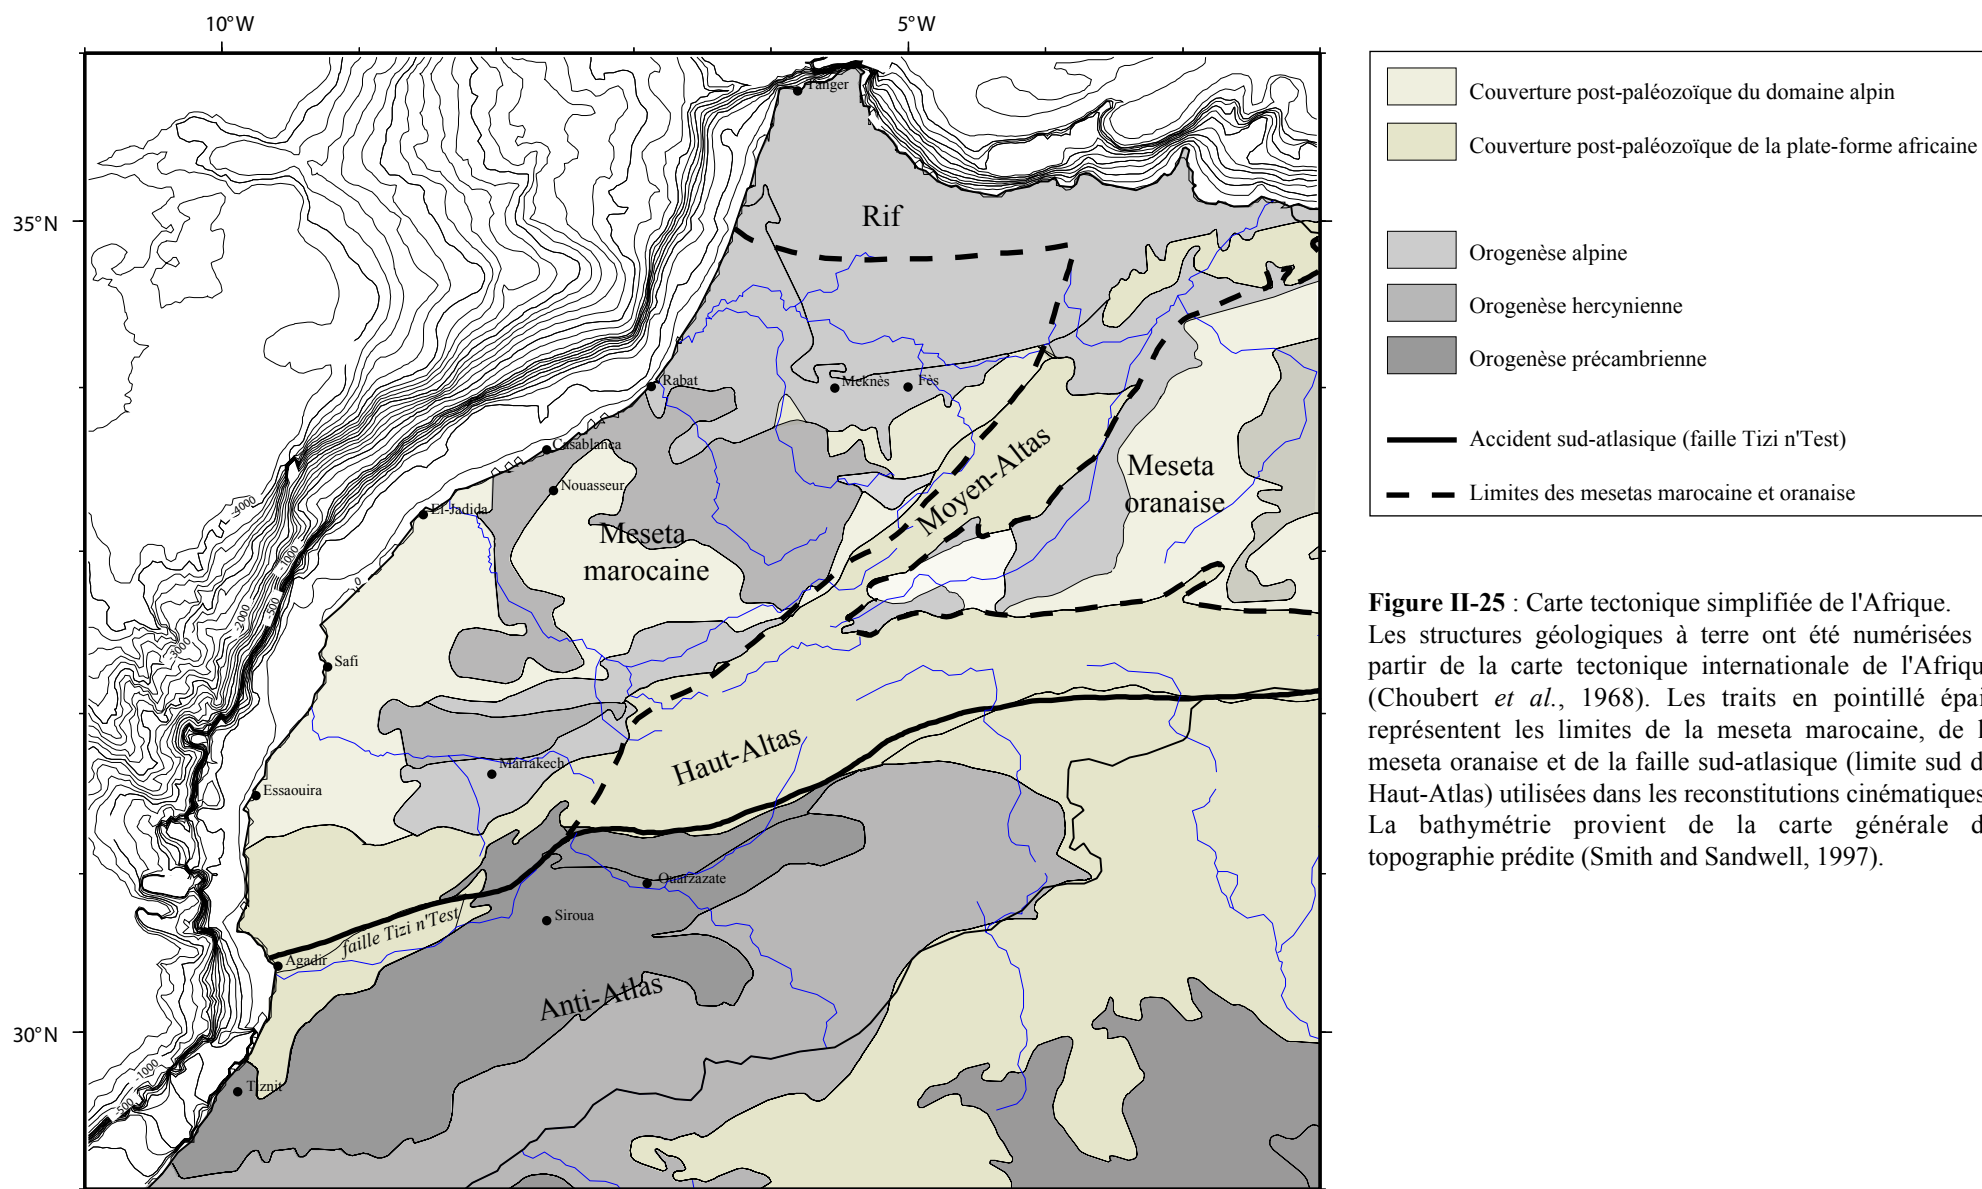 10°W
5°W
35°N
30°N
Tanger
Rif
Rabat
Meknès
Fès
Casablanca
Nouasseur
El-Jadida
Meseta
marocaine
Moyen-Altas
Meseta
oranaise
Safi
Haut-Altas
Marrakech
Essaouira
Ouarzazate
Siroua
faille Tizi n'Test
Agadir
Anti-Atlas
Tiznit
-4000
-1000
0
-500
-2000
-3000
-1000
-500
Couverture post-paléozoïque du domaine alpin
Couverture post-paléozoïque de la plate-forme africaine
Orogenèse alpine
Orogenèse hercynienne
Orogenèse précambrienne
Accident sud-atlasique (faille Tizi n'Test)
Limites des mesetas marocaine et oranaise
Figure II-25 : Carte tectonique simplifiée de l'Afrique.
Les structures géologiques à terre ont été numérisées
partir de la carte tectonique internationale de l'Afriqu
(Choubert et al., 1968). Les traits en pointillé épai
représentent les limites de la meseta marocaine, de l
meseta oranaise et de la faille sud-atlasique (limite sud d
Haut-Atlas) utilisées dans les reconstitutions cinématiques
La bathymétrie provient de la carte générale d
topographie prédite (Smith and Sandwell, 1997).